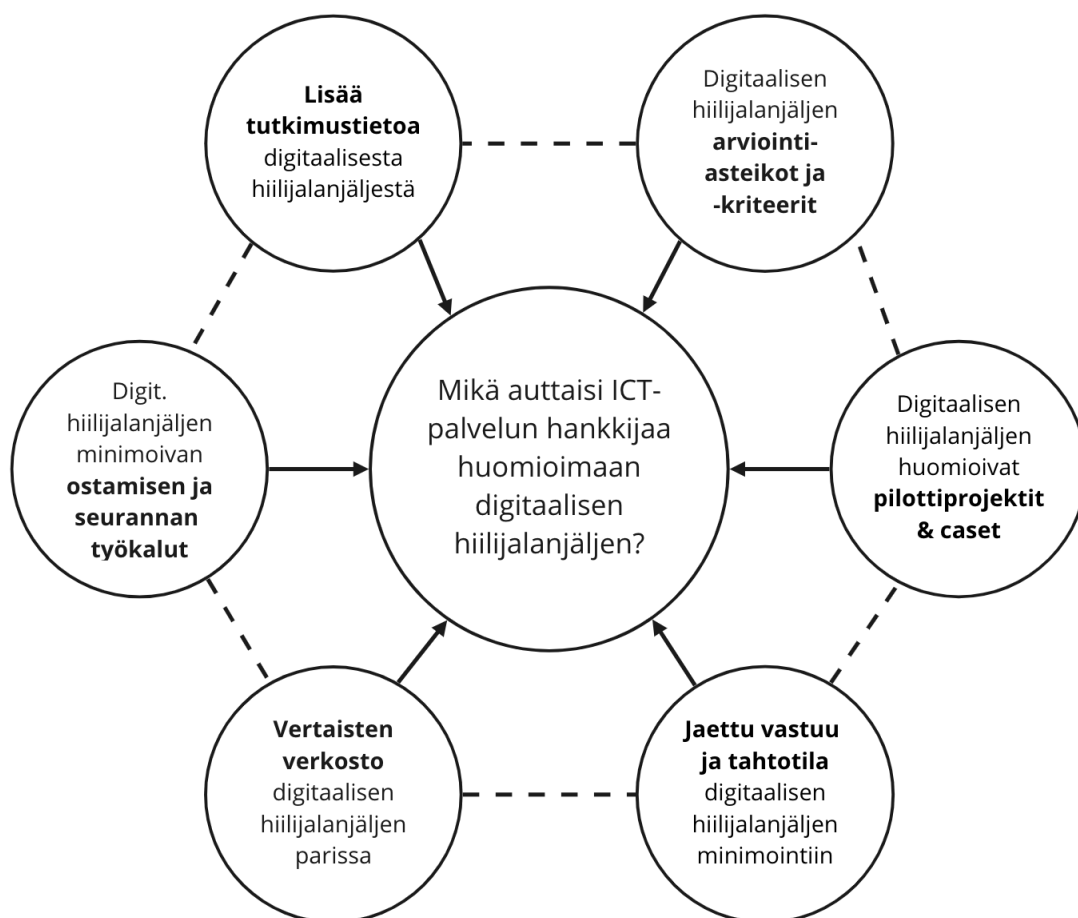 Lisää
tutkimustietoa
digitaalisesta
hiilijalanjäljestä
Digitaalisen
hiilijalanjäljen
arviointi-
asteikot ja
-kriteerit
Digit.
hiilijalanjäljen
minimoivan
ostamisen ja
seurannan
työkalut
Mikä auttaisi ICT-
palvelun hankkijaa
huomioimaan
digitaalisen
hiilijalanjäljen?
Digitaalisen
hiilijalanjäljen
huomioivat
pilottiprojektit
& caset
Vertaisten
verkosto
digitaalisen
hiilijalanjäljen
parissa
Jaettu vastuu
ja tahtotila
digitaalisen
hiilijalanjäljen
minimointiin